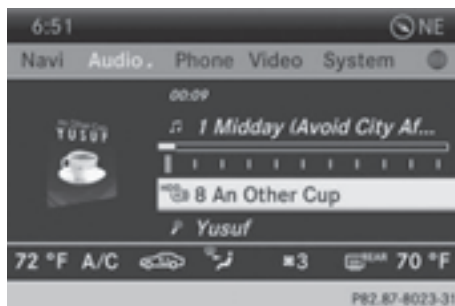 6:51 NE
Navi Audio Phone Video System
00:09
YUSUF
1 Midday (Avoid City Af...
8 An Other Cup
Yusuf
72 °F A/C 3 REAR 70 °F
P82.87-8023-31